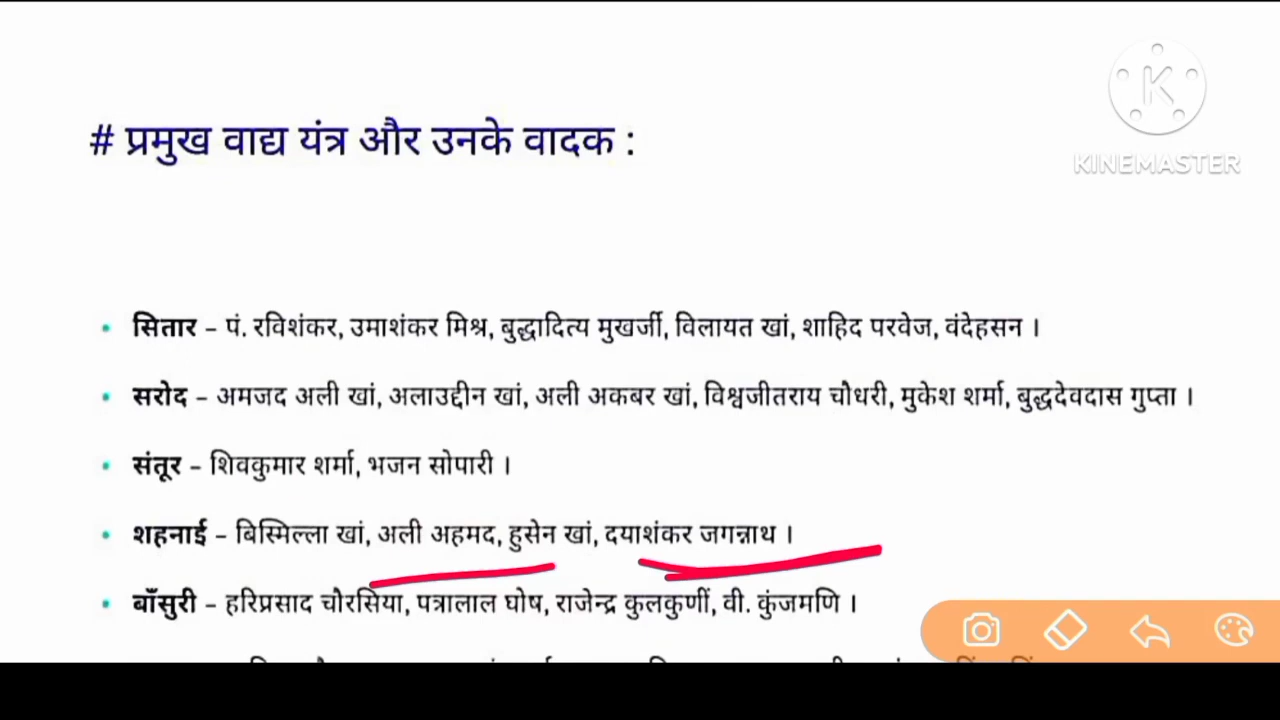 # प्रमुख वाद्य यंत्र और उनके वादक :
KINEMASTER
• सितार – पं. रविशंकर, उमाशंकर मिश्र, बुद्धादित्य मुखर्जी, विलायत खां, शाहिद परवेज, वंदेहसन ।
• सरोद – अमजद अली खां, अलाउद्दीन खां, अली अकबर खां, विश्वजीतराय चौधरी, मुकेश शर्मा, बुद्धदेवदास गुप्ता ।
• संतूर – शिवकुमार शर्मा, भजन सोपारी ।
• शहनाई – बिस्मिल्ला खां, अली अहमद, हुसेन खां, दयाशंकर जगन्नाथ ।
• बाँसुरी – हरिप्रसाद चौरसिया, पत्रालाल घोष, राजेन्द्र कुलकुर्णी, वी. कुंजमणि ।